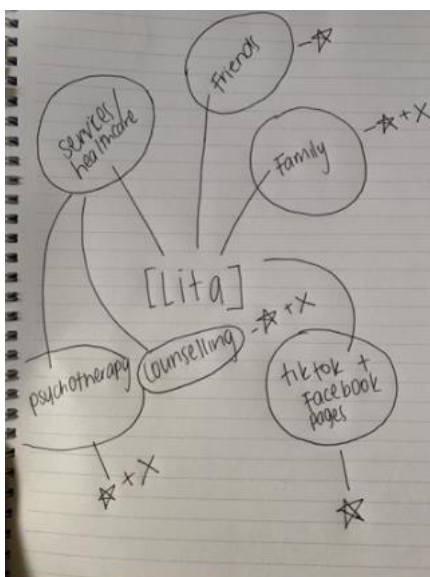 Friends
-☆
services/
healthcare
Family
-☆+X
[Lita]
counselling
-☆+X
psychotherapy
☆+X
tiktok +
Facebook
pages
☆